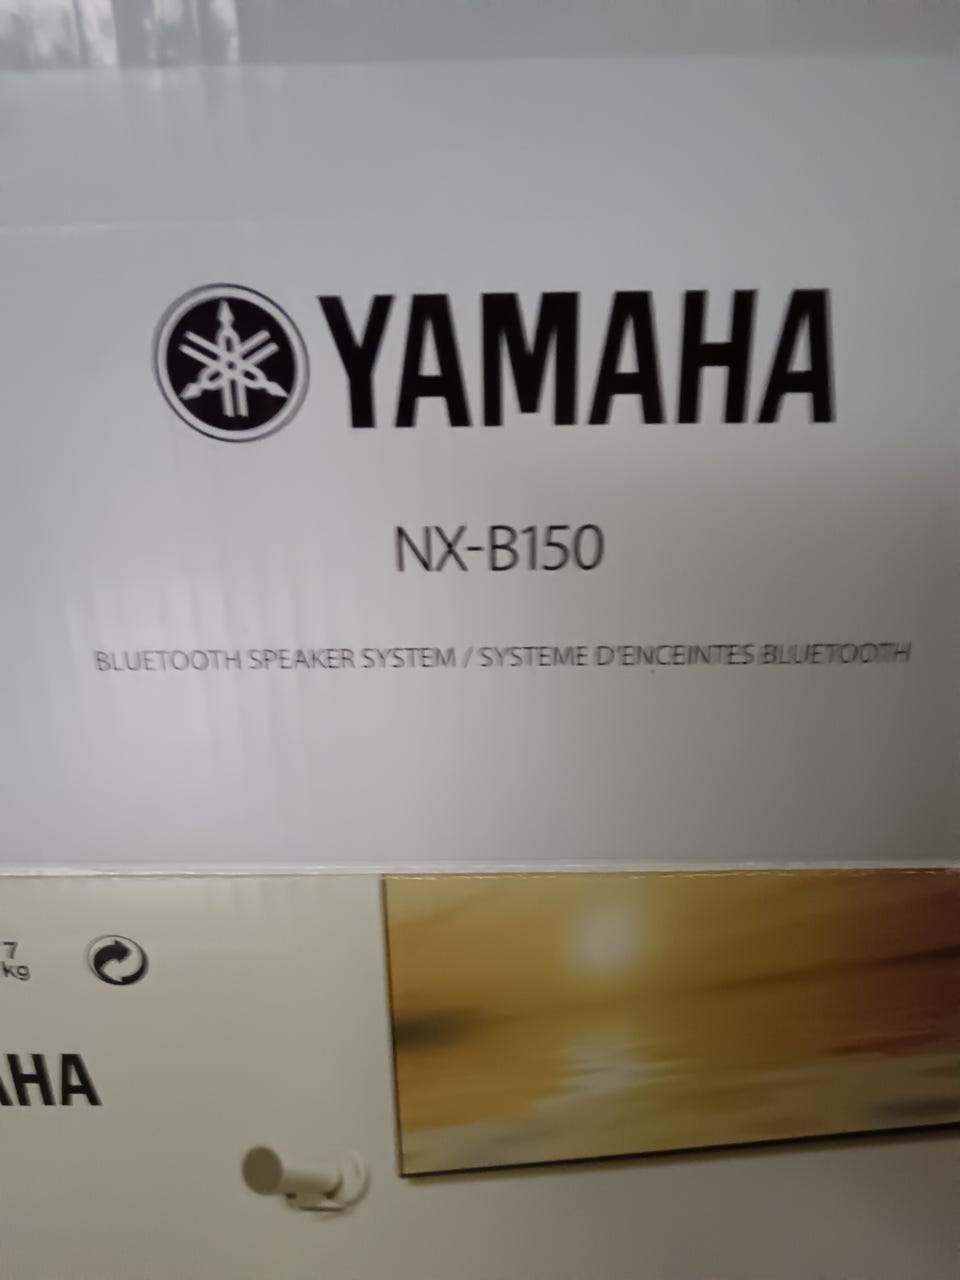 YAMAHA
NX-B150
BLUETOOTH SPEAKER SYSTEM / SYSTEME D'ENCEINTES BLUETOOTH
7
kg
AHA